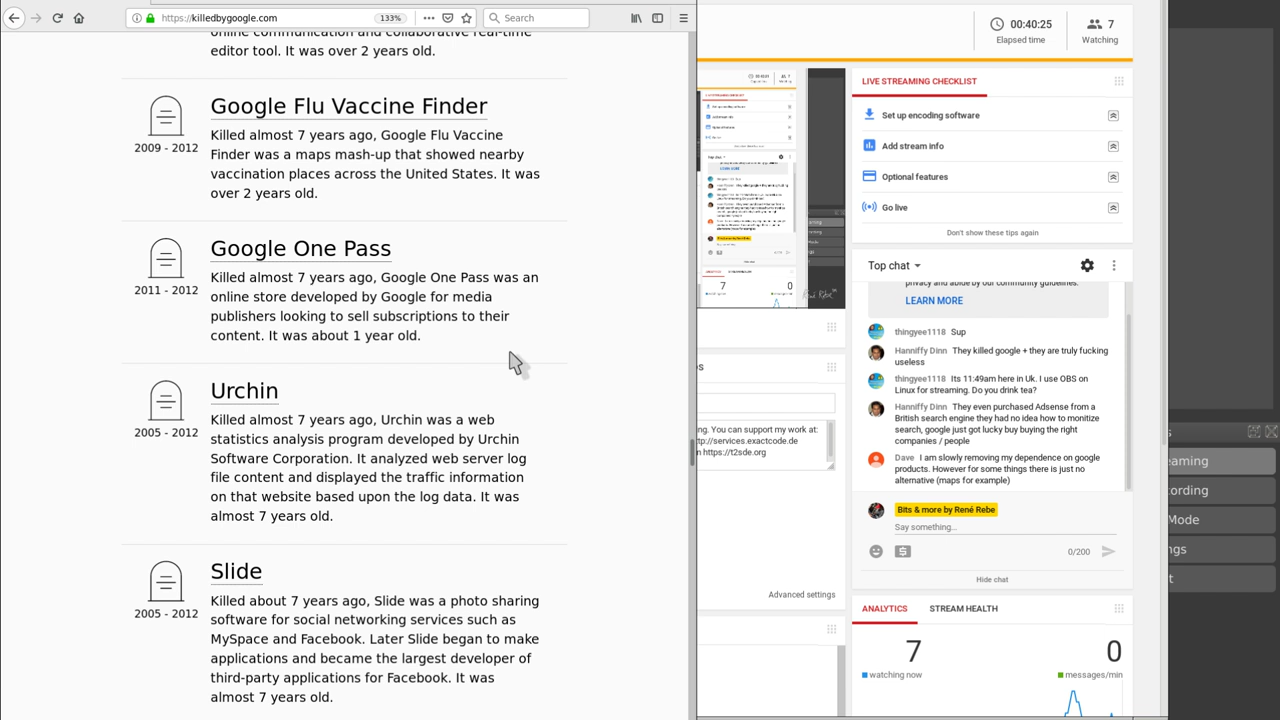 https://killedbygoogle.com
133%
Search
online communication and collaborative real-time
editor tool. It was over 2 years old.
Google Flu Vaccine Finder
2009 - 2012
Killed almost 7 years ago, Google Flu Vaccine
Finder was a maps mash-up that showed nearby
vaccination places across the United States. It was
over 2 years old.
Google One Pass
2011 - 2012
Killed almost 7 years ago, Google One Pass was an
online store developed by Google for media
publishers looking to sell subscriptions to their
content. It was about 1 year old.
Urchin
2005 - 2012
Killed almost 7 years ago, Urchin was a web
statistics analysis program developed by Urchin
Software Corporation. It analyzed web server log
file content and displayed the traffic information
on that website based upon the log data. It was
almost 7 years old.
Slide
2005 - 2012
Killed about 7 years ago, Slide was a photo sharing
software for social networking services such as
MySpace and Facebook. Later Slide began to make
applications and became the largest developer of
third-party applications for Facebook. It was
almost 7 years old.
00:40:25
Elapsed time
7
Watching
LIVE STREAMING CHECKLIST
Set up encoding software
Add stream info
Optional features
Go live
Don't show these tips again
Top chat
privacy and abide by our community guidelines.
LEARN MORE
thingyee1118 Sup
Hanniffy Dinn They killed google + they are truly fucking
useless
thingyee1118 Its 11:49am here in Uk. I use OBS on
Linux for streaming. Do you drink tea?
Hanniffy Dinn They even purchased Adsense from a
British search engine they had no idea how to monitize
search, google just got lucky buy buying the right
companies / people
Dave I am slowly removing my dependence on google
products. However for some things there is just no
alternative (maps for example)
Bits & more by René Rebe
Say something...
0/200
Hide chat
ANALYTICS
STREAM HEALTH
7
watching now
0
messages/min
7
0
René Rebe
ng. You can support my work at:
ttp://services.exactcode.de
n https://t2sde.org
Advanced settings
eaming
ording
Mode
ngs
t